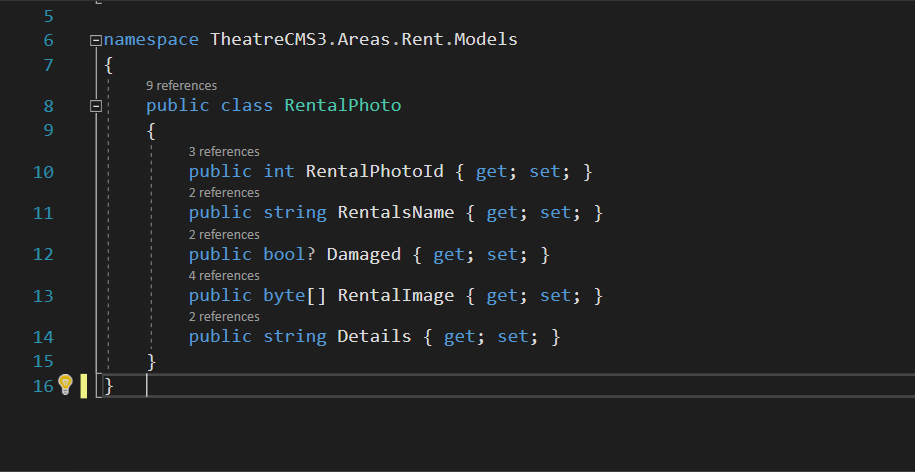 5
6 namespace TheatreCMS3.Areas.Rent.Models
7 {
9 references
8 public class RentalPhoto
9 {
3 references
10 public int RentalPhotoId { get; set; }
2 references
11 public string RentalsName { get; set; }
2 references
12 public bool? Damaged { get; set; }
4 references
13 public byte[] RentalImage { get; set; }
2 references
14 public string Details { get; set; }
15 }
16 }